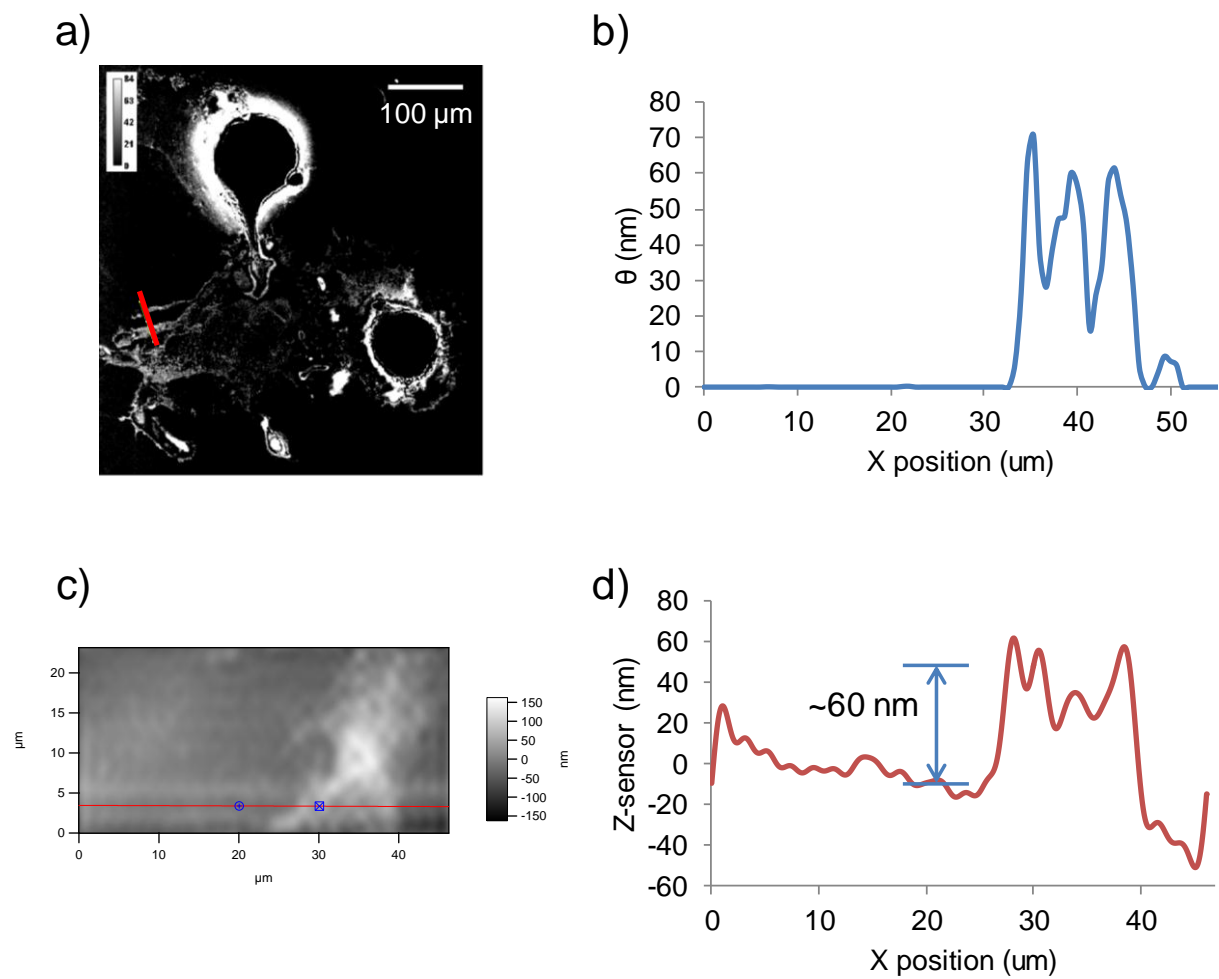 a)
84
63
42
21
0
100 µm
b)
80
70
60
50
40
30
20
10
0
θ (nm)
0 10 20 30 40 50
X position (um)
c)
20
15
10
5
0
µm
0 10 20 30 40
µm
150
100
50
0
-50
-100
-150
nm
d)
80
60
40
20
0
-20
-40
-60
Z-sensor (nm)
~60 nm
0 10 20 30 40
X position (um)